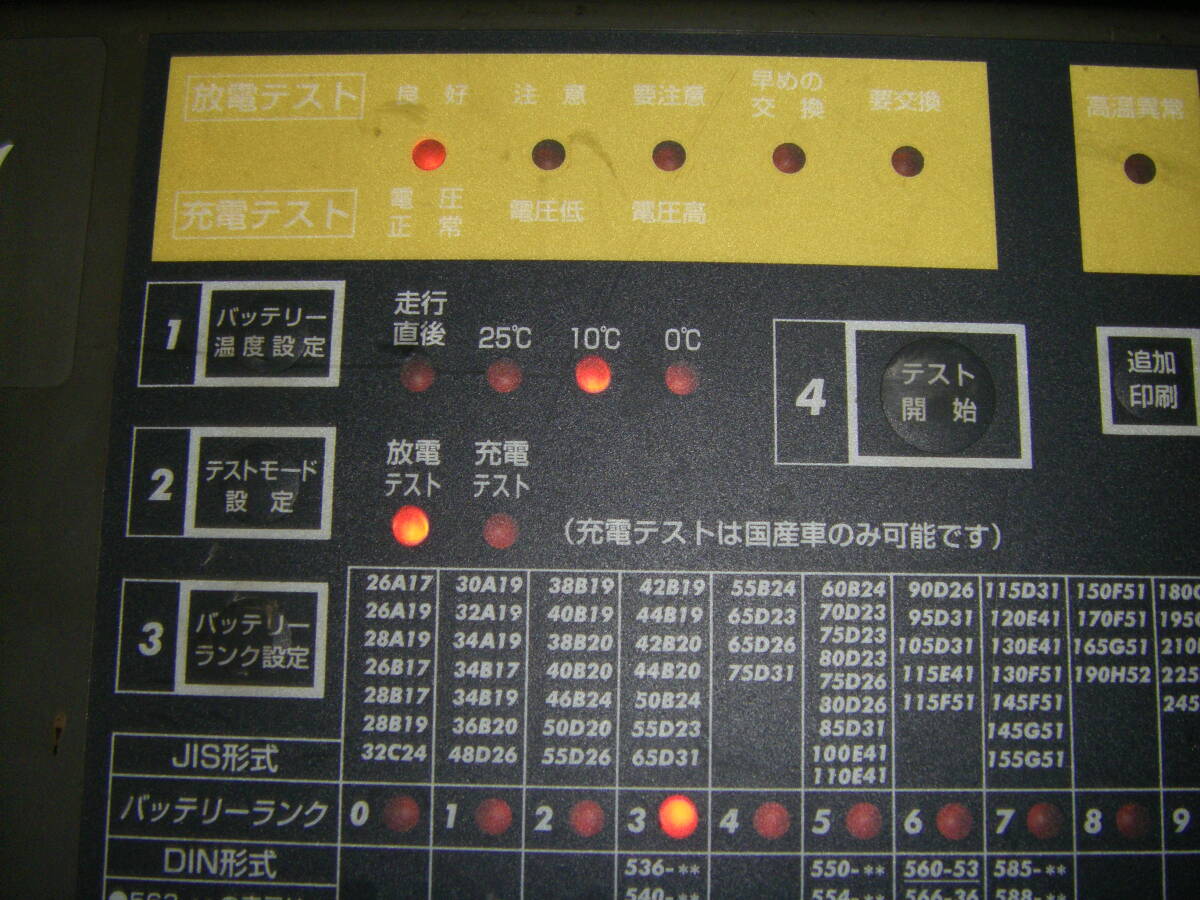 放電テスト 良好 注意 要注意 早めの交換 要交換 高温異常
充電テスト 電圧正常 電圧低 電圧高
1 バッテリー温度設定 走行直後 25℃ 10℃ 0℃
4 テスト開始 追加印刷
2 テストモード設定 放電テスト 充電テスト
(充電テストは国産車のみ可能です)
3 バッテリーランク設定
26A17 30A19 38B19 42B19 55B24 60B24 90D26 115D31 150F51
26A19 32A19 40B19 44B19 65D23 70D23 95D31 120E41 170F51
28A19 34A19 38B20 42B20 65D26 75D23 105D31 130E41 165G51
26B17 34B17 40B20 44B20 75D31 80D23 115E41 130F51 190H52
28B17 34B19 46B24 50B24 75D26 115F51 145F51
28B19 36B20 50D20 55D23 80D26 145G51
32C24 48D26 55D26 65D31 85D31 155G51
100E41
110E41
JIS形式
バッテリーランク 0 1 2 3 4 5 6 7 8 9
DIN形式 536-** 550-** 560-53 585-**
540-** 554-** 566-36 588-**